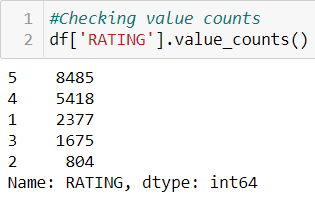 1 #Checking value counts
2 df['RATING'].value_counts()
5 8485
4 5418
1 2377
3 1675
2 804
Name: RATING, dtype: int64